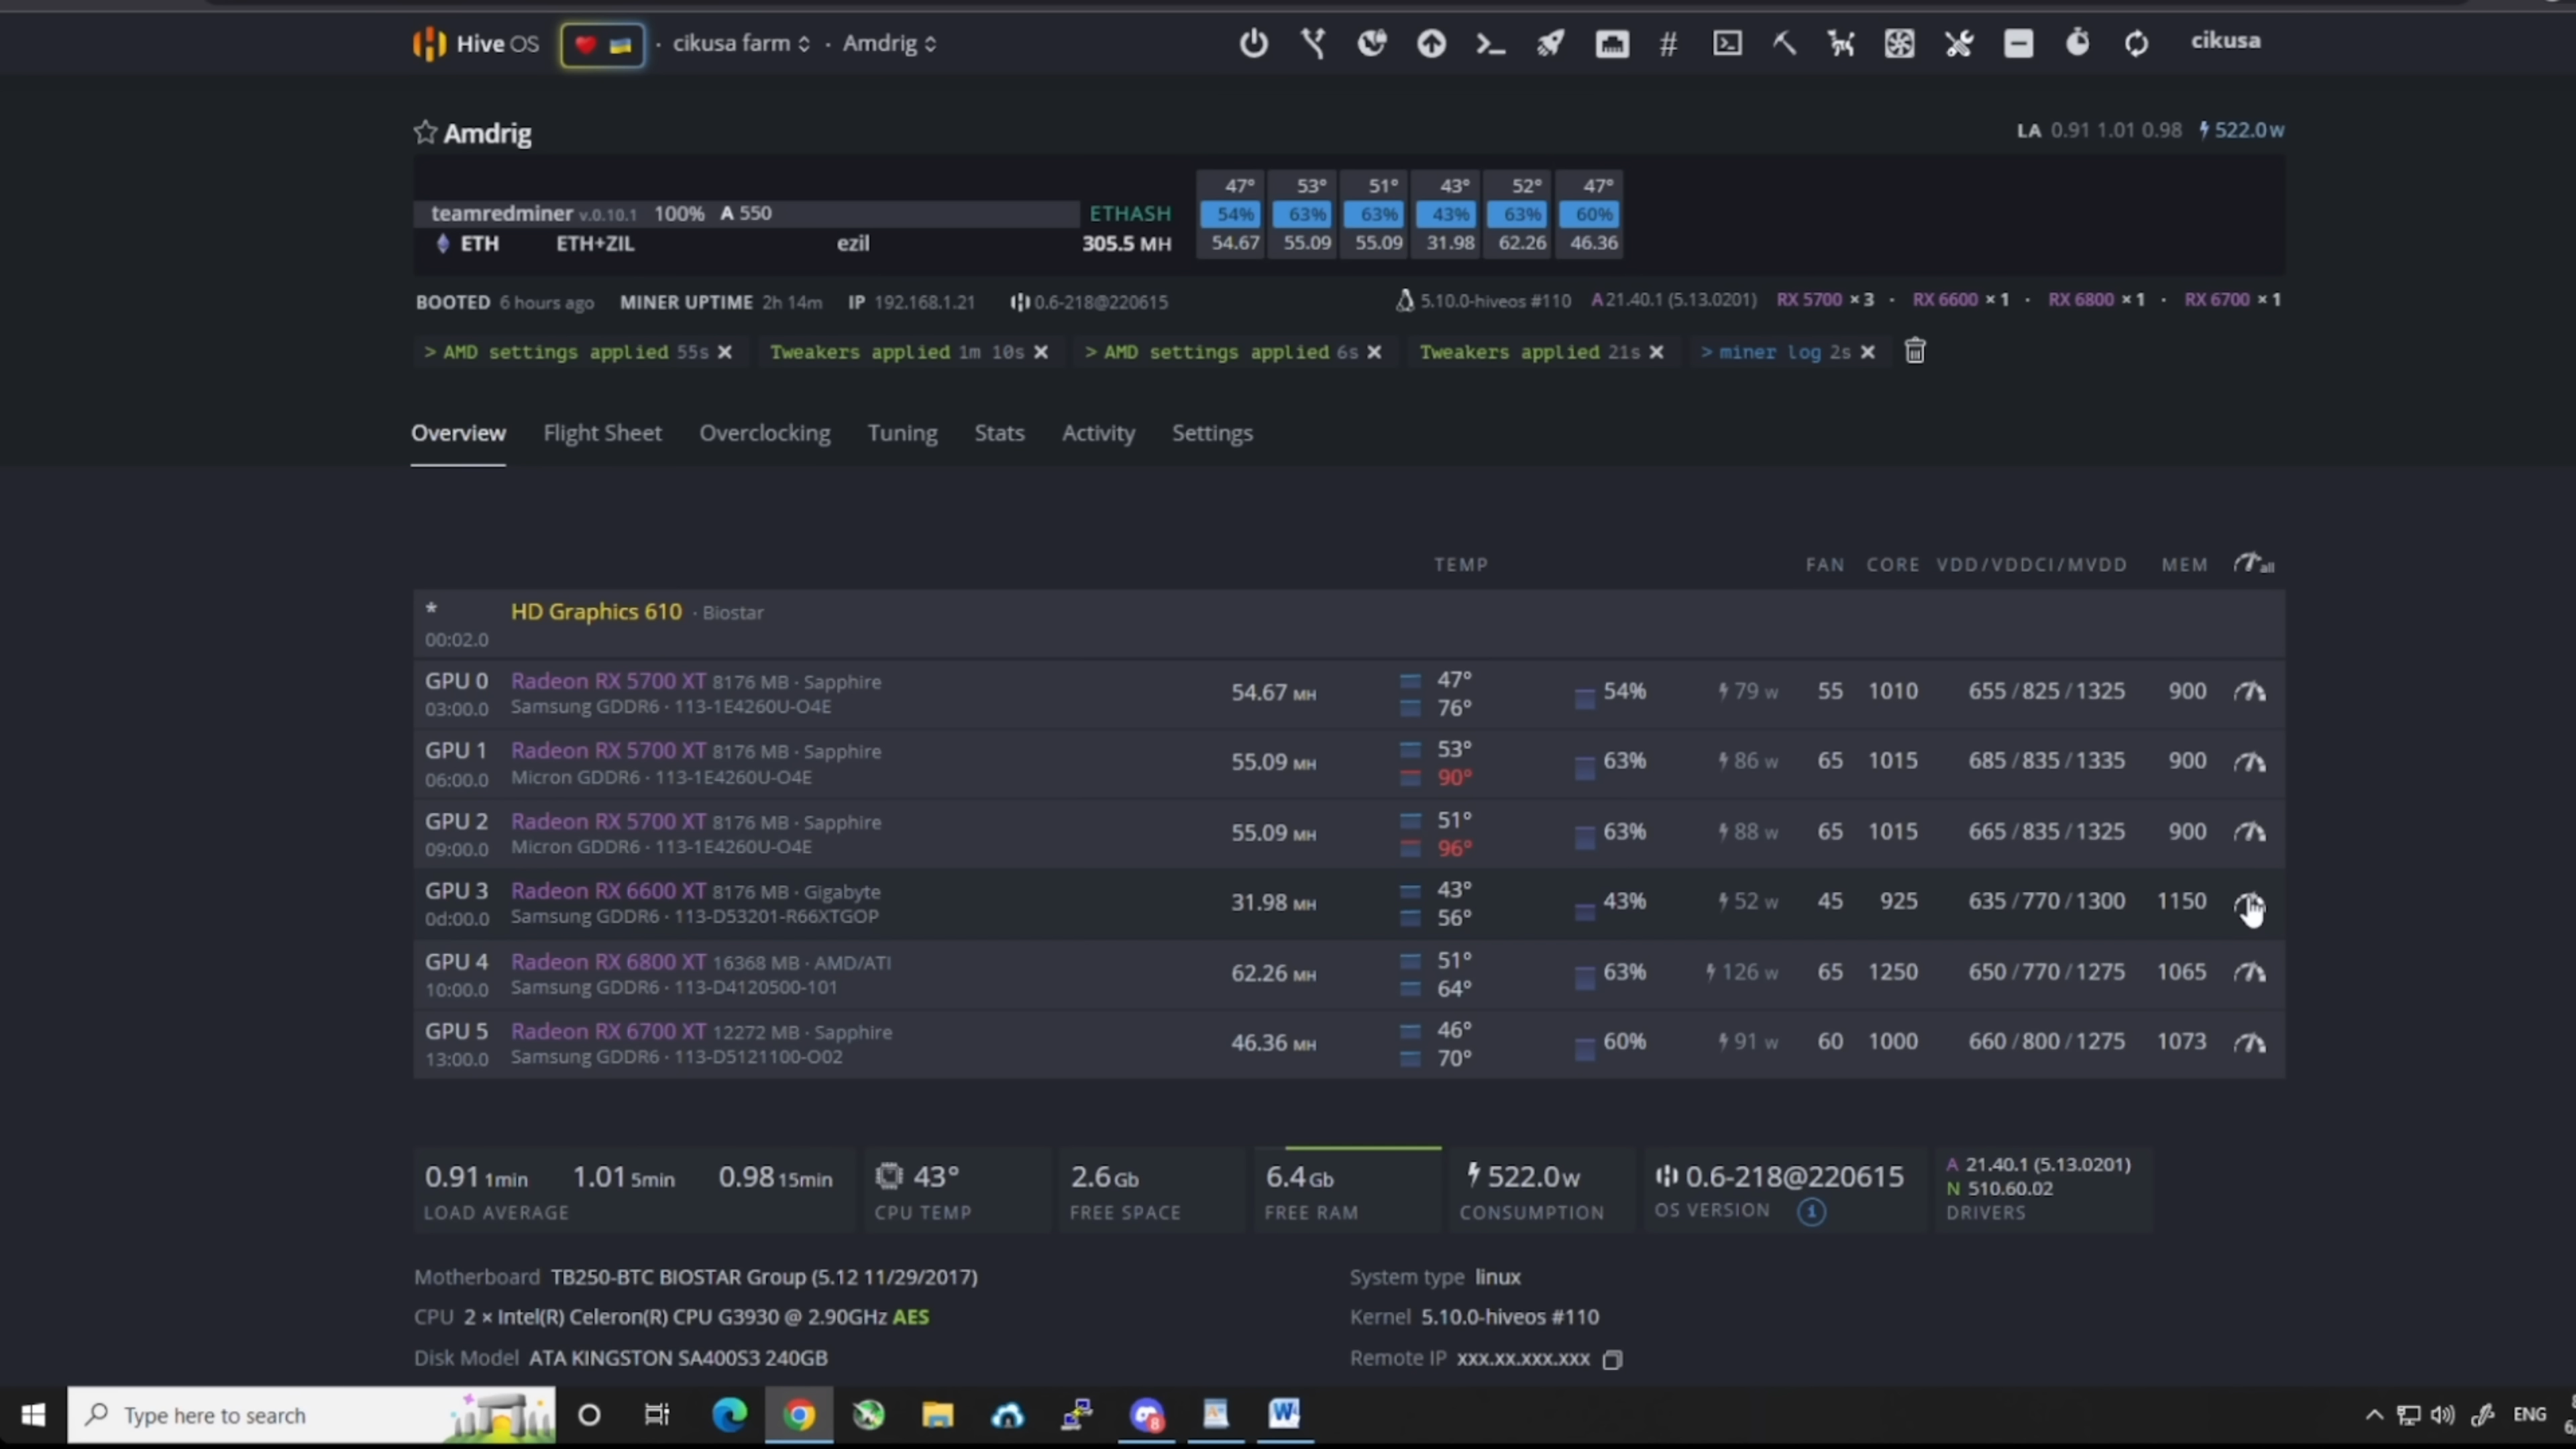 Hive OS · cikusa farm · Amdrig # cikusa
Amdrig LA 0.91 1.01 0.98 522.0 W
47° 53° 51° 43° 52° 47°
teamredminer v.0.10.1 100% A 550 ETHASH 54% 63% 63% 43% 63% 60%
ETH ETH+ZIL ezil 305.5 MH 54.67 55.09 55.09 31.98 62.26 46.36
BOOTED 6 hours ago MINER UPTIME 2h 14m IP 192.168.1.21 0.6-218@220615 5.10.0-hiveos #110 A 21.40.1 (5.13.0201) RX 5700 × 3 · RX 6600 × 1 · RX 6800 × 1 · RX 6700 × 1
> AMD settings applied 55s × Tweakers applied 1m 10s × > AMD settings applied 6s × Tweakers applied 21s × > miner log 2s ×
Overview Flight Sheet Overclocking Tuning Stats Activity Settings
TEMP FAN CORE VDD/VDDCI/MVDD MEM all
* HD Graphics 610 · Biostar
00:02.0
GPU 0 Radeon RX 5700 XT 8176 MB · Sapphire 54.67 MH 47° 54% 79 W 55 1010 655/825/1325 900
03:00.0 Samsung GDDR6 · 113-1E4260U-O4E 76°
GPU 1 Radeon RX 5700 XT 8176 MB · Sapphire 55.09 MH 53° 63% 86 W 65 1015 685/835/1335 900
06:00.0 Micron GDDR6 · 113-1E4260U-O4E 90°
GPU 2 Radeon RX 5700 XT 8176 MB · Sapphire 55.09 MH 51° 63% 88 W 65 1015 665/835/1325 900
09:00.0 Micron GDDR6 · 113-1E4260U-O4E 96°
GPU 3 Radeon RX 6600 XT 8176 MB · Gigabyte 31.98 MH 43° 43% 52 W 45 925 635/770/1300 1150
0d:00.0 Samsung GDDR6 · 113-D53201-R66XTGOP 56°
GPU 4 Radeon RX 6800 XT 16368 MB · AMD/ATI 62.26 MH 51° 63% 126 W 65 1250 650/770/1275 1065
10:00.0 Samsung GDDR6 · 113-D4120500-101 64°
GPU 5 Radeon RX 6700 XT 12272 MB · Sapphire 46.36 MH 46° 60% 91 W 60 1000 660/800/1275 1073
13:00.0 Samsung GDDR6 · 113-D5121100-O02 70°
0.91 1min 1.01 5min 0.98 15min 43° 2.6 Gb 6.4 Gb 522.0 W 0.6-218@220615 A 21.40.1 (5.13.0201)
N 510.60.02
LOAD AVERAGE CPU TEMP FREE SPACE FREE RAM CONSUMPTION OS VERSION DRIVERS
Motherboard TB250-BTC BIOSTAR Group (5.12 11/29/2017) System type linux
CPU 2 × Intel(R) Celeron(R) CPU G3930 @ 2.90GHz AES Kernel 5.10.0-hiveos #110
Disk Model ATA KINGSTON SA400S3 240GB Remote IP xxx.xx.xxx.xxx
Type here to search 8 W ENG